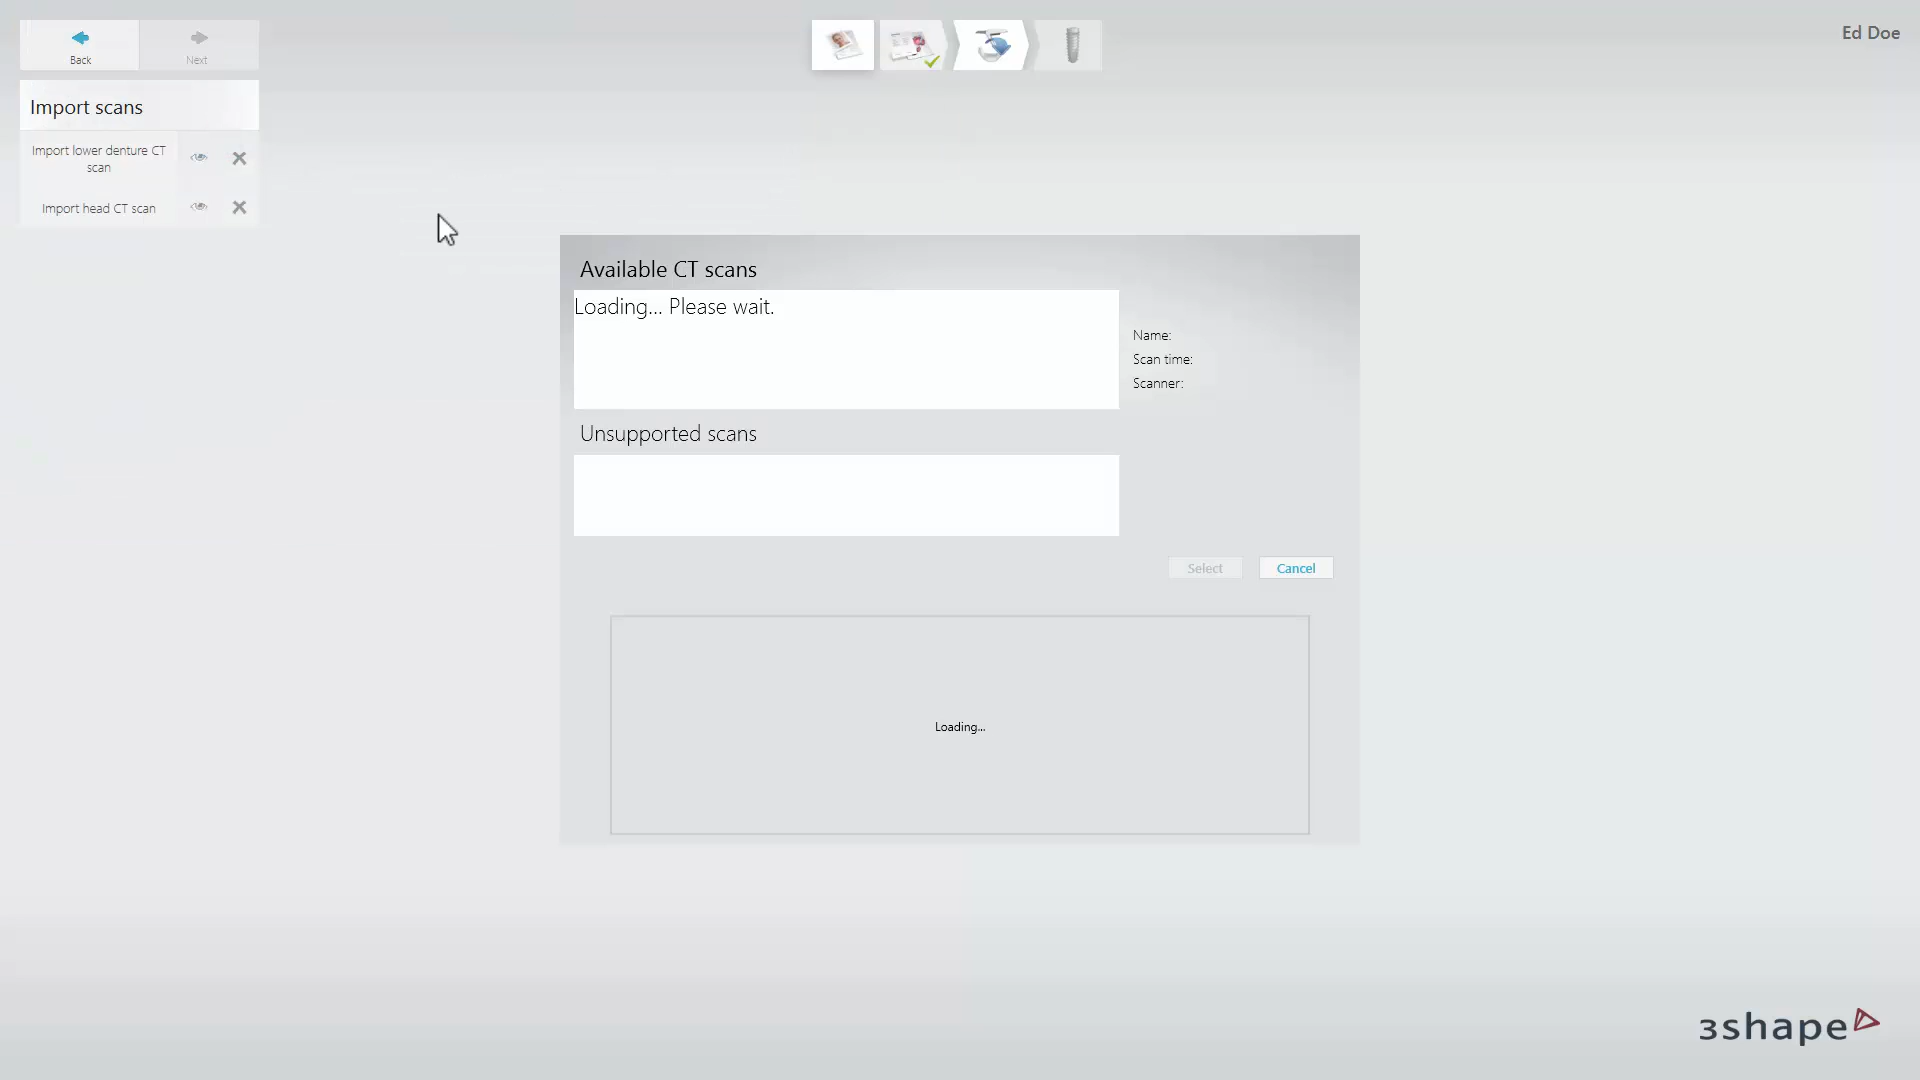 Back
Next
Ed Doe
Import scans
Import lower denture CT
scan
Import head CT scan
Available CT scans
Loading... Please wait.
Name:
Scan time:
Scanner:
Unsupported scans
Select
Cancel
Loading...
3shape